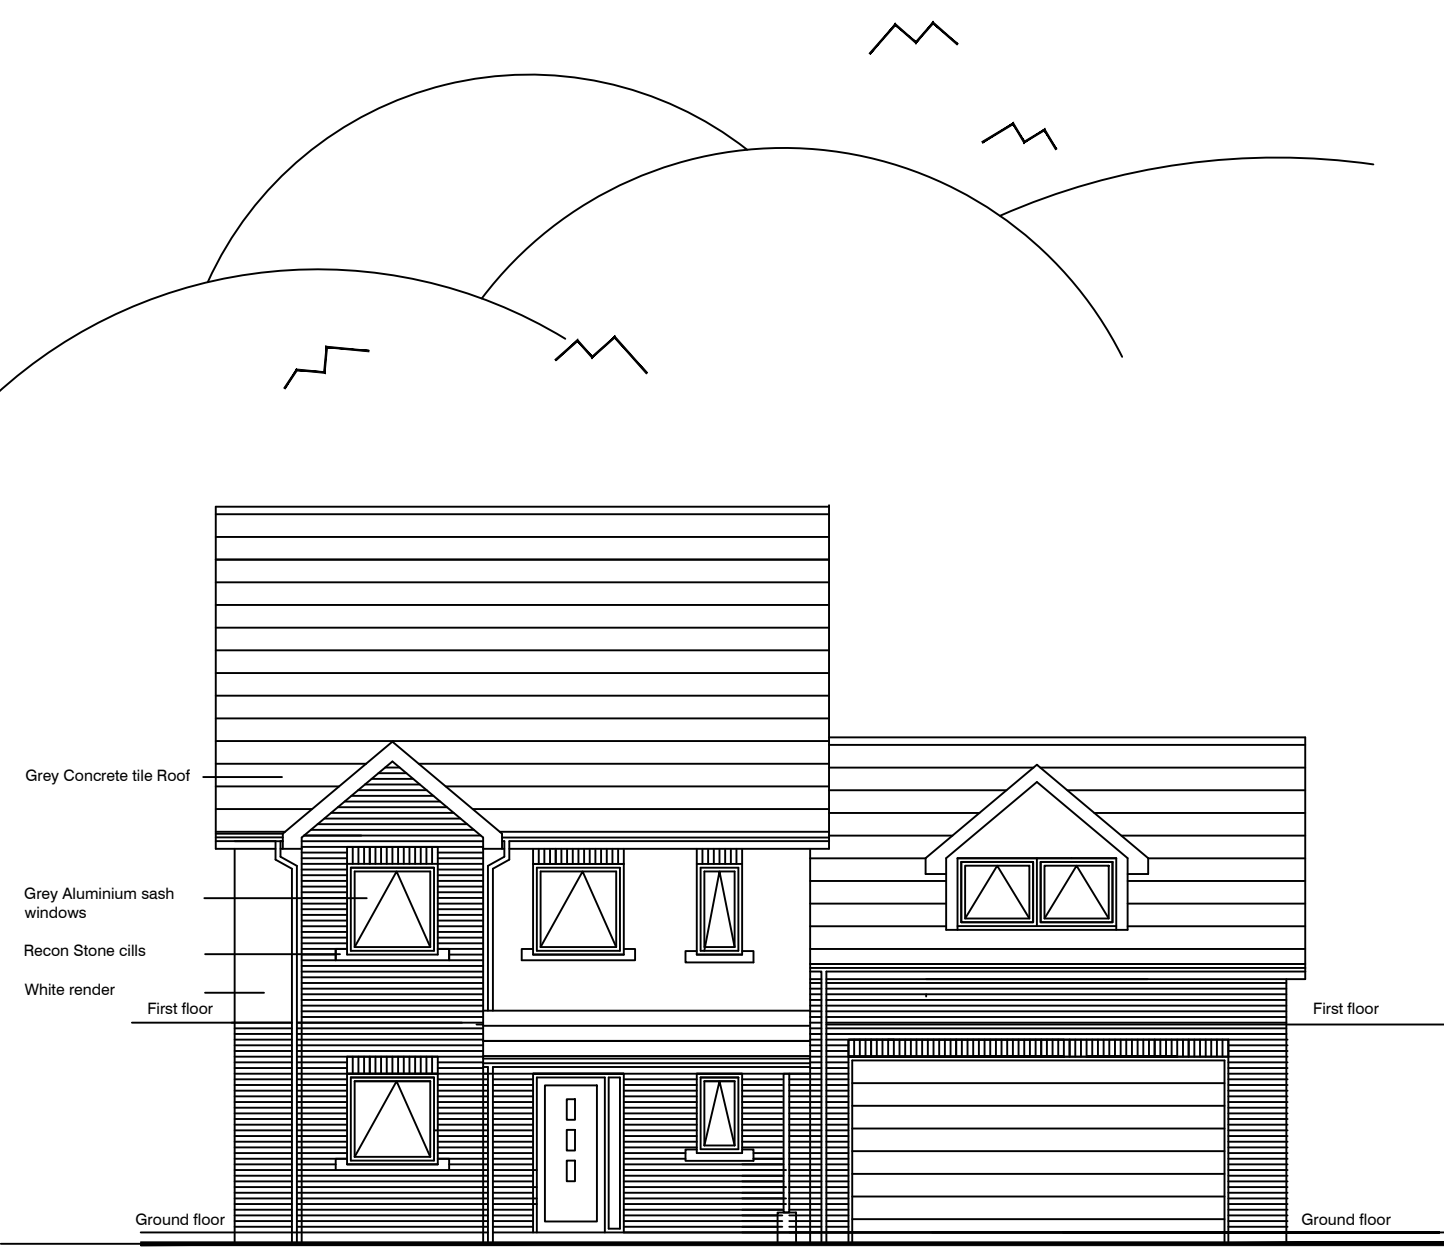 Grey Concrete tile Roof
Grey Aluminium sash
windows
Recon Stone cills
White render
First floor
First floor
Ground floor
Ground floor